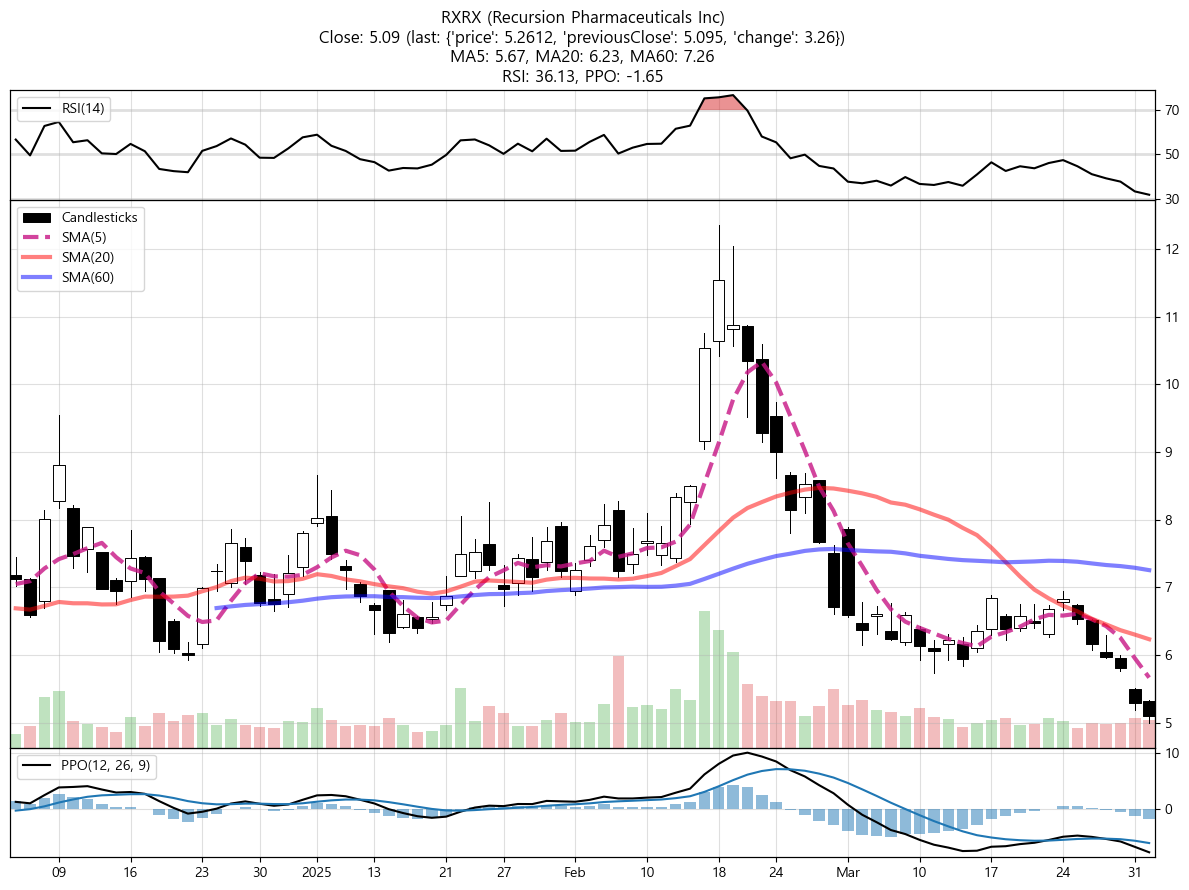 RXRX (Recursion Pharmaceuticals Inc)
Close: 5.09 (last: {'price': 5.2612, 'previousClose': 5.095, 'change': 3.26})
MA5: 5.67, MA20: 6.23, MA60: 7.26
RSI: 36.13, PPO: -1.65
RSI(14)
70
50
30
Candlesticks
SMA(5)
SMA(20)
SMA(60)
12
11
10
9
8
7
6
5
PPO(12, 26, 9)
10
0
09 16 23 30 2025 13 21 27 Feb 10 18 24 Mar 10 17 24 31